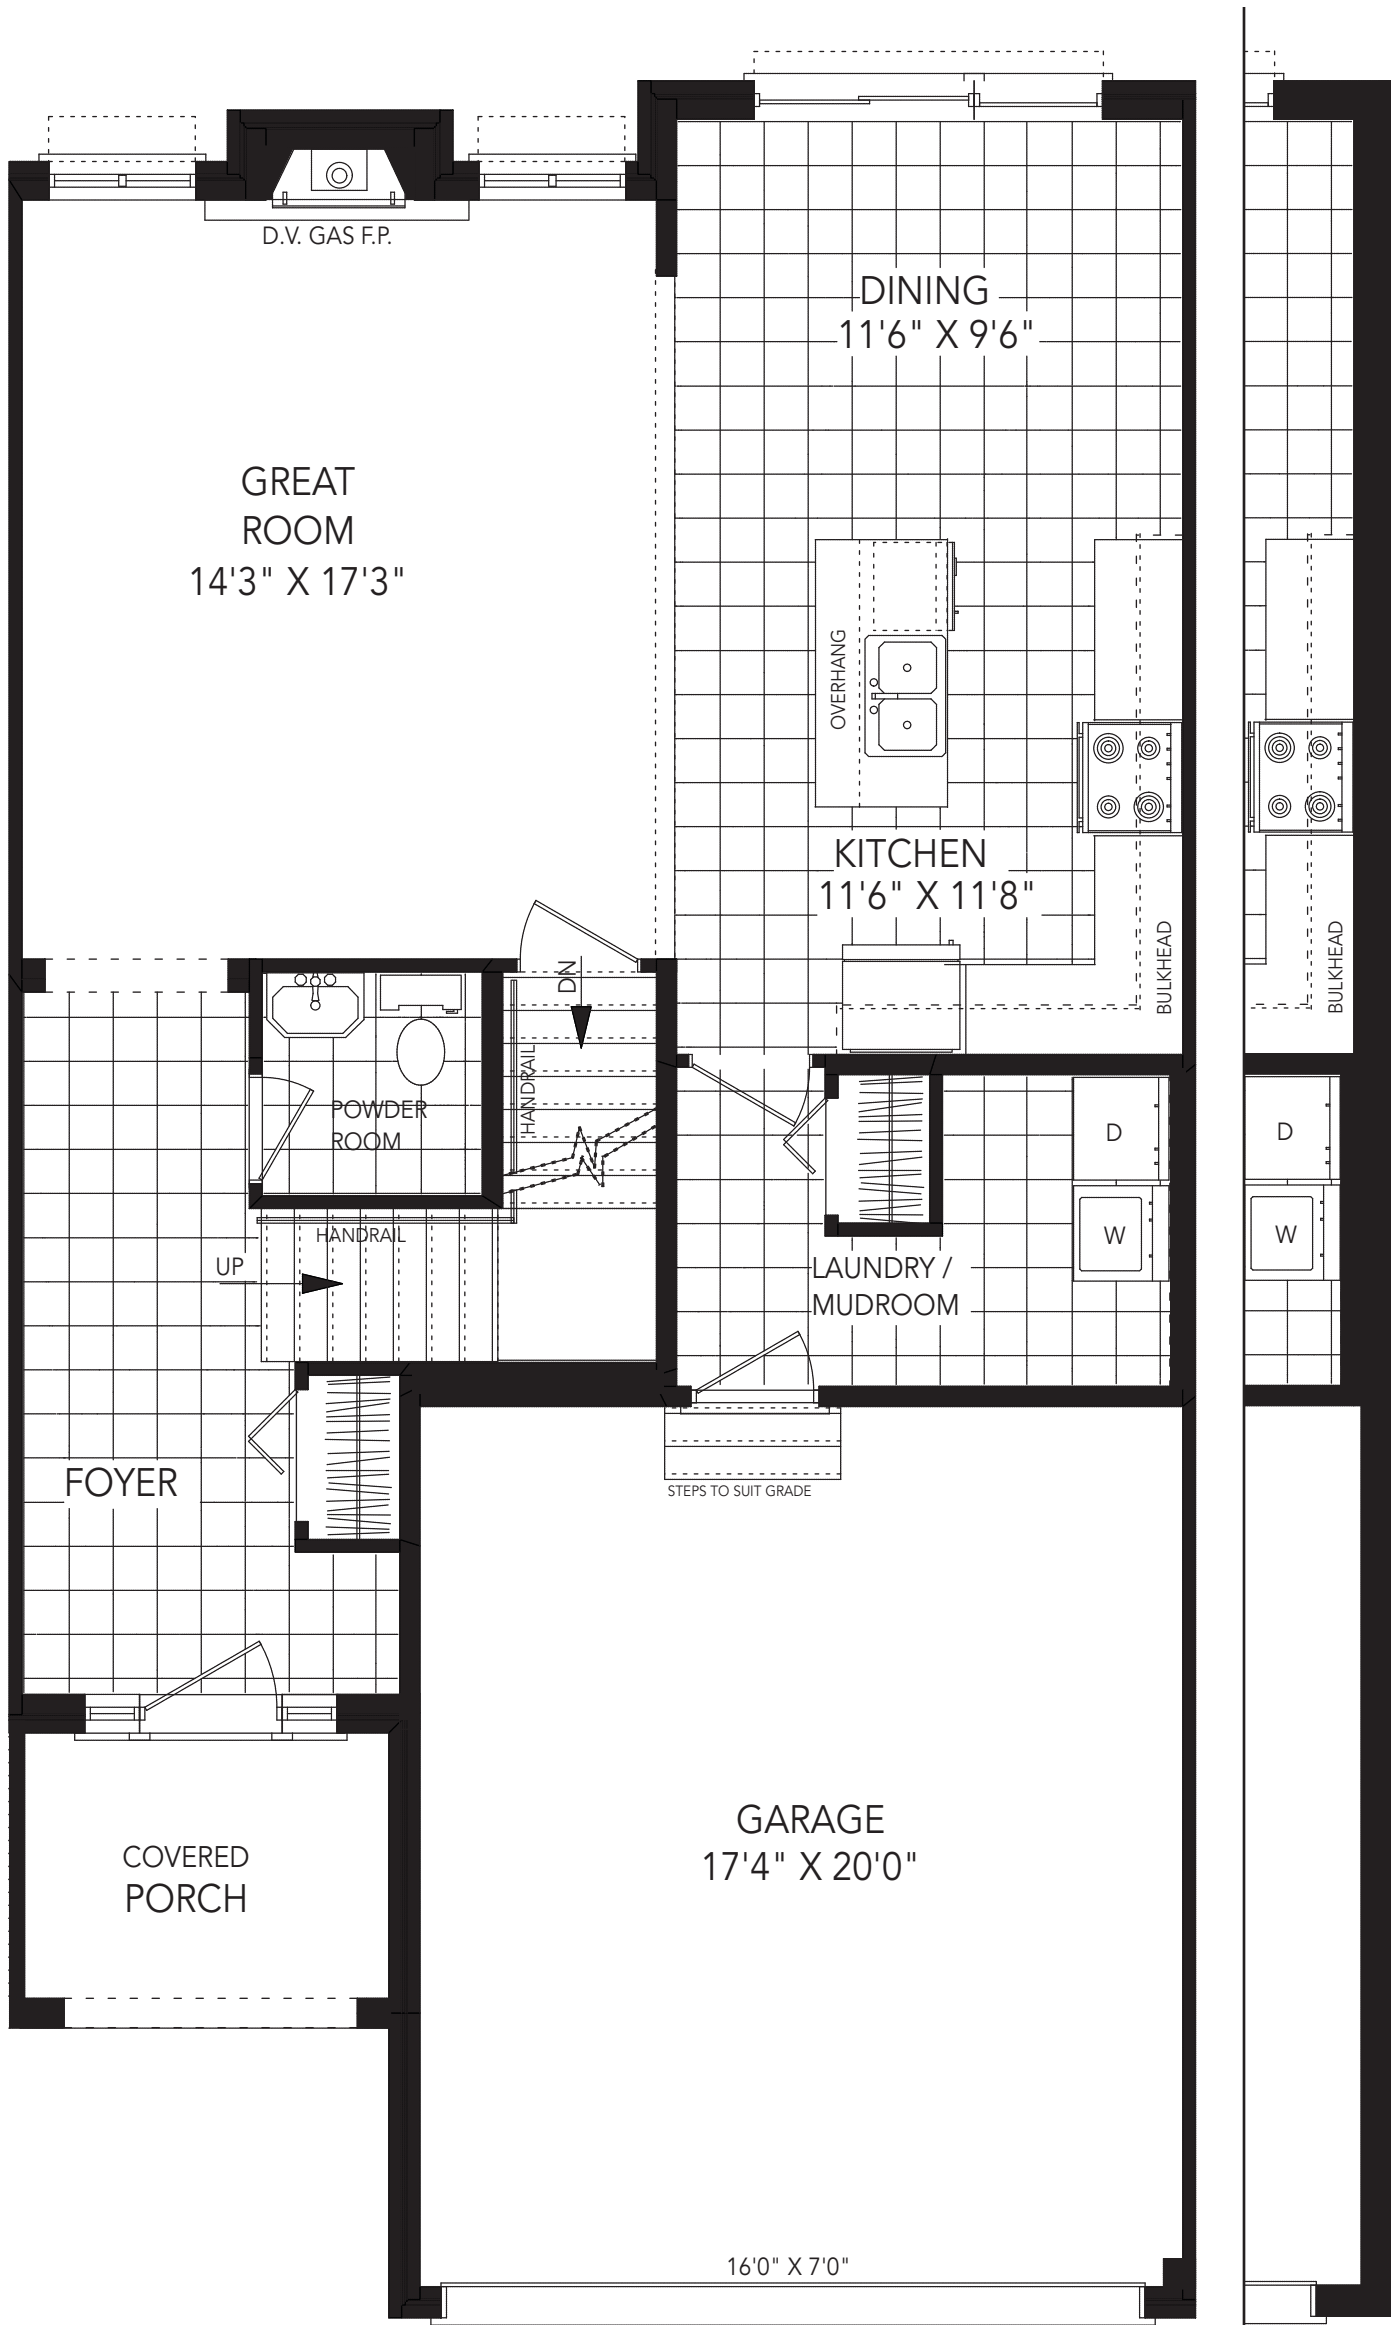 D.V. GAS F.P.
DINING
11'6" X 9'6"
GREAT
ROOM
14'3" X 17'3"
OVERHANG
KITCHEN
11'6" X 11'8"
BULKHEAD
BULKHEAD
DN
HANDRAIL
POWDER
ROOM
D
D
W
W
HANDRAIL
UP
LAUNDRY /
MUDROOM
FOYER
STEPS TO SUIT GRADE
GARAGE
17'4" X 20'0"
COVERED
PORCH
16'0" X 7'0"